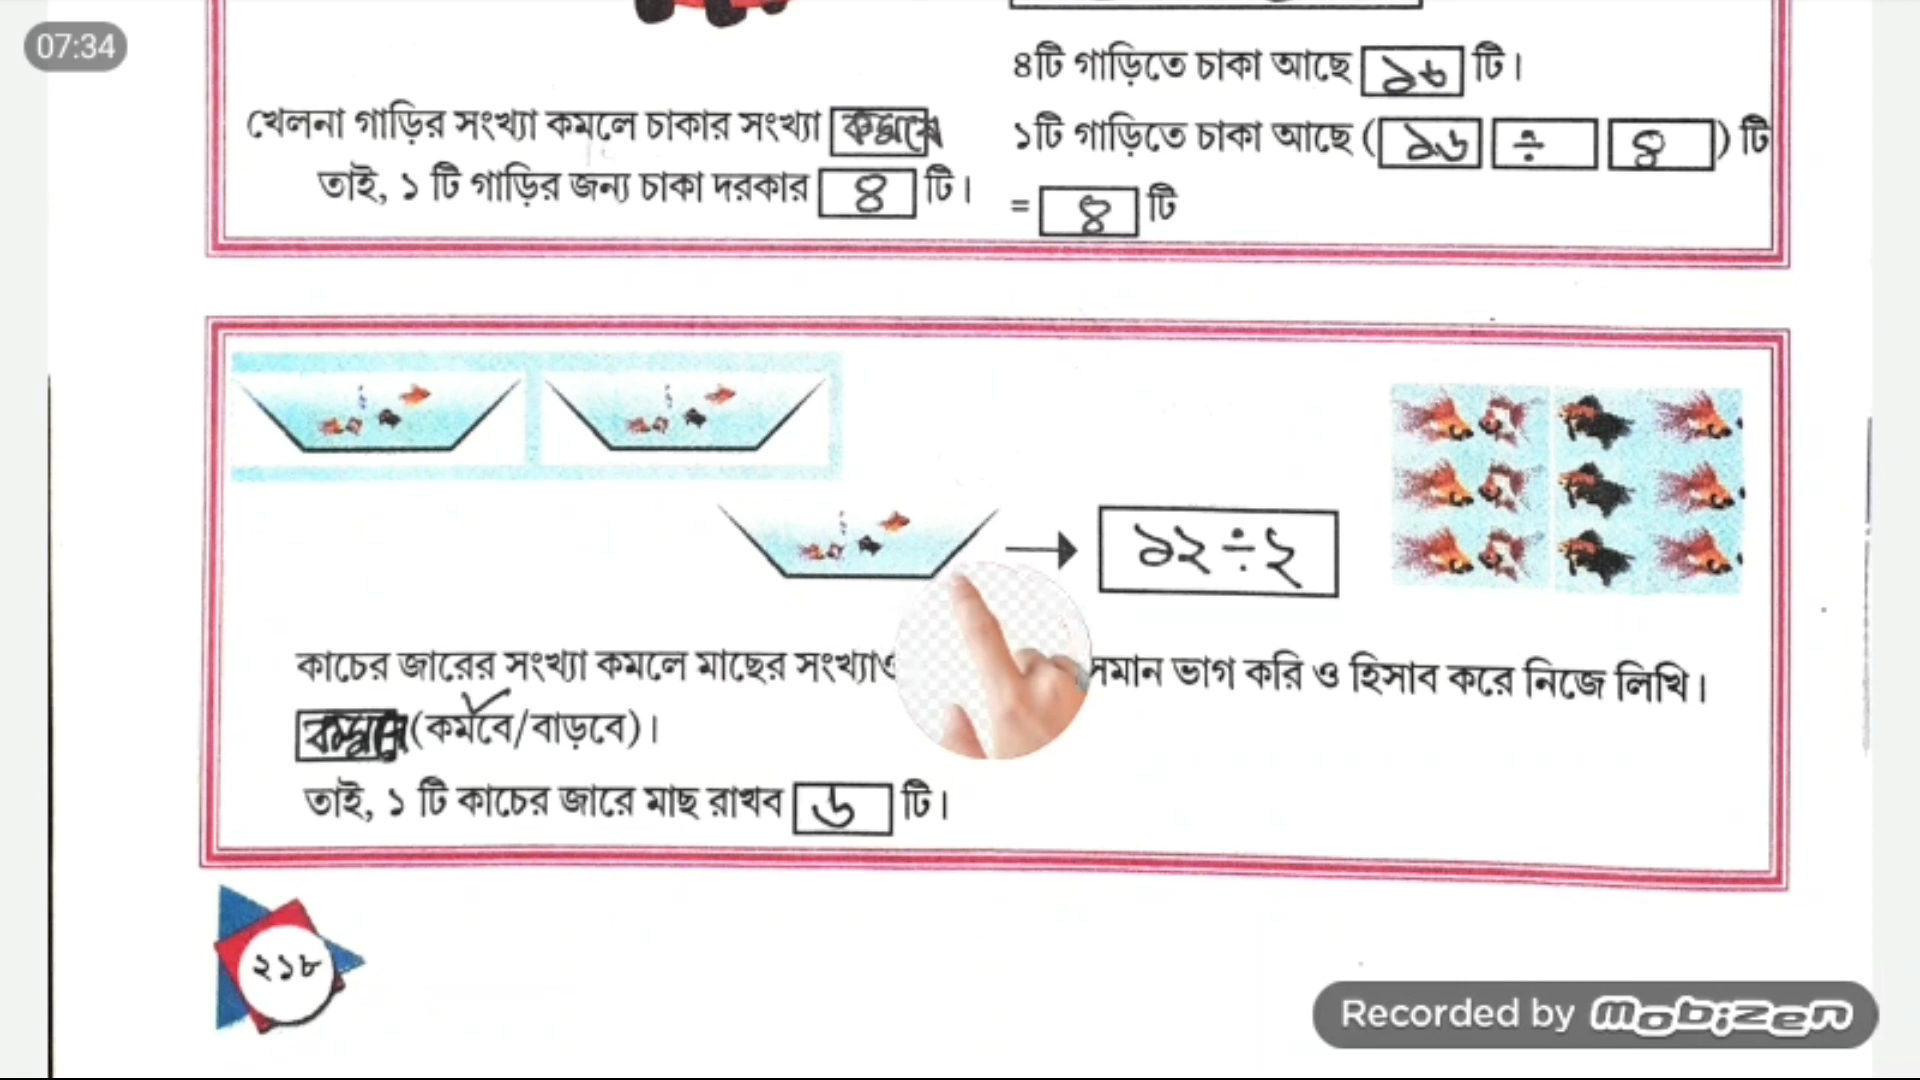 07:34
৪টি গাড়িতে চাকা আছে ১৬ টি।
খেলনা গাড়ির সংখ্যা কমলে চাকার সংখ্যা কমবে
১টি গাড়িতে চাকা আছে (১৬ ÷ ৪) টি
তাই, ১ টি গাড়ির জন্য চাকা দরকার ৪ টি।
= ৪ টি
১২÷২
কাচের জারের সংখ্যা কমলে মাছের সংখ্যাও
সমান ভাগ করি ও হিসাব করে নিজে লিখি।
কমবে (কমবে/বাড়বে)।
তাই, ১ টি কাচের জারে মাছ রাখব ৬ টি।
২১৮
Recorded by mobizen